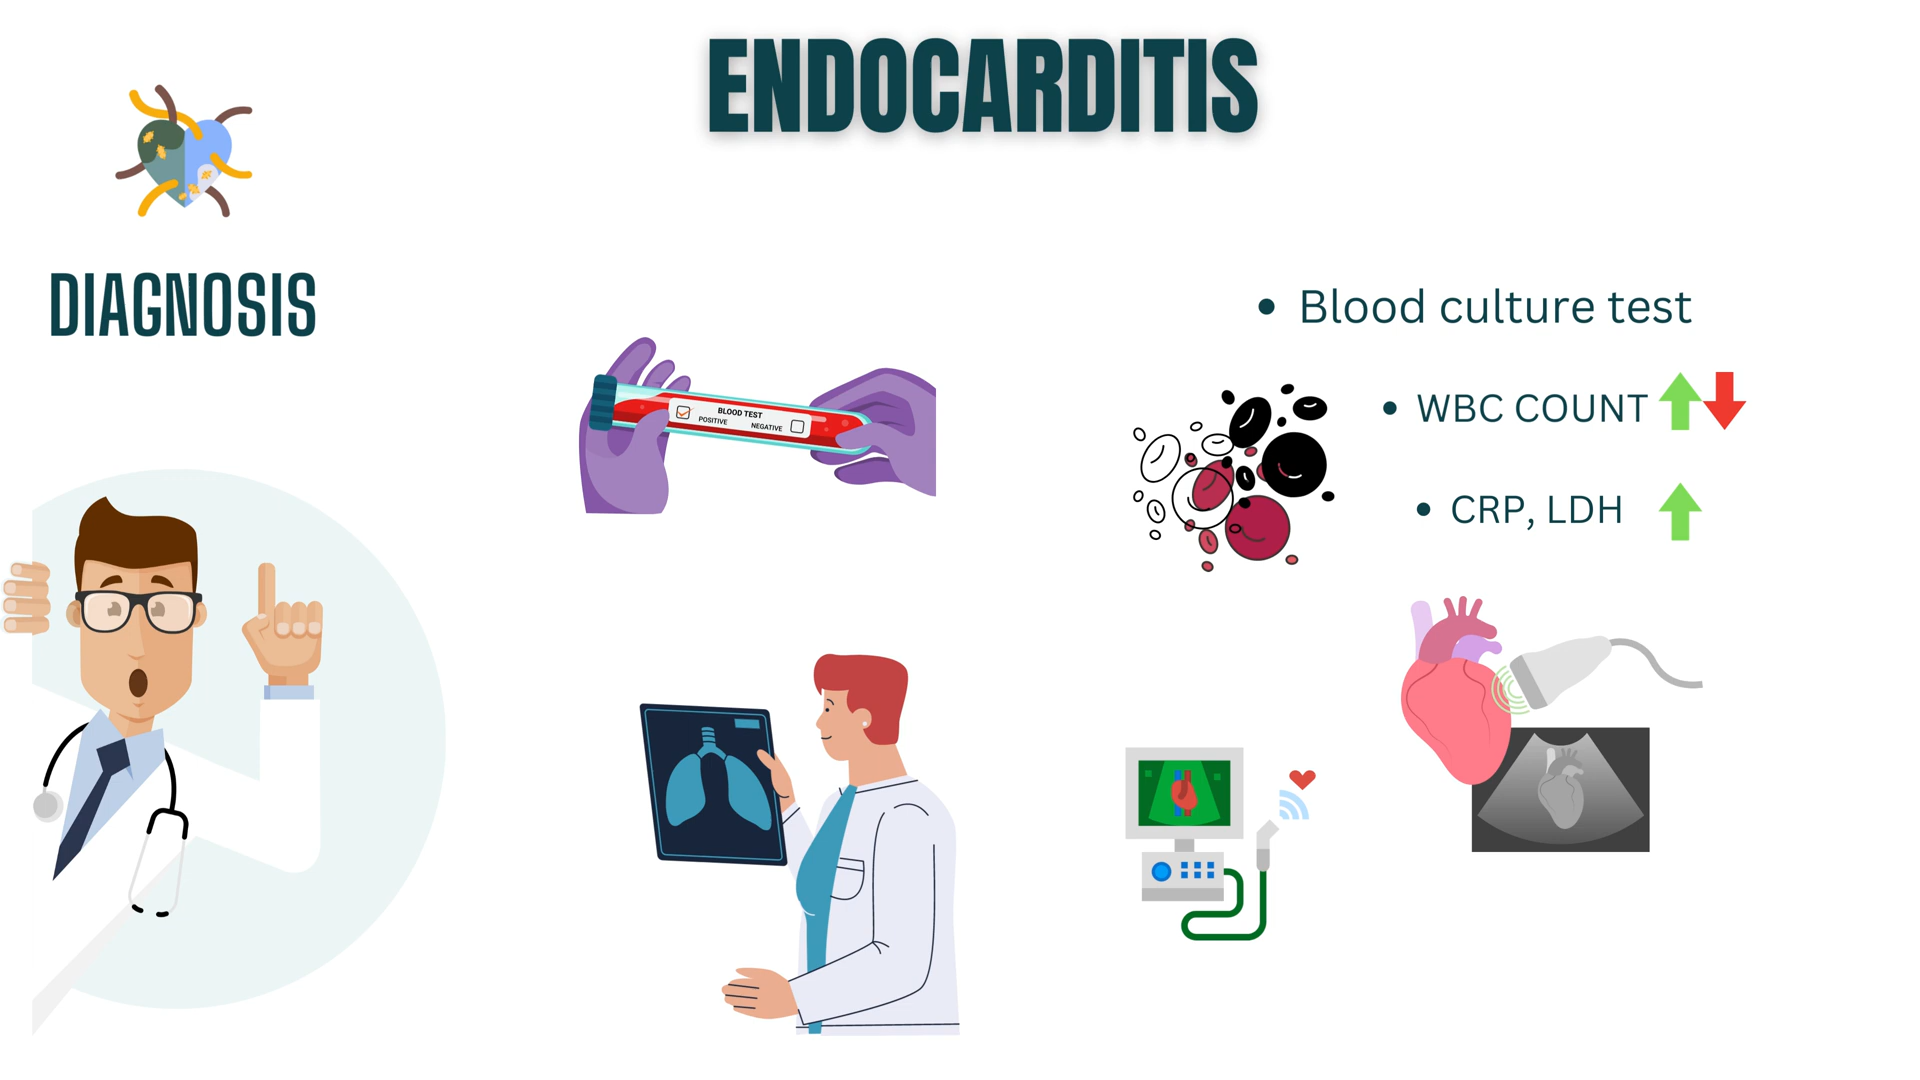 ENDOCARDITIS
DIAGNOSIS
• Blood culture test
BLOOD TEST
POSITIVE NEGATIVE
• WBC COUNT
• CRP, LDH